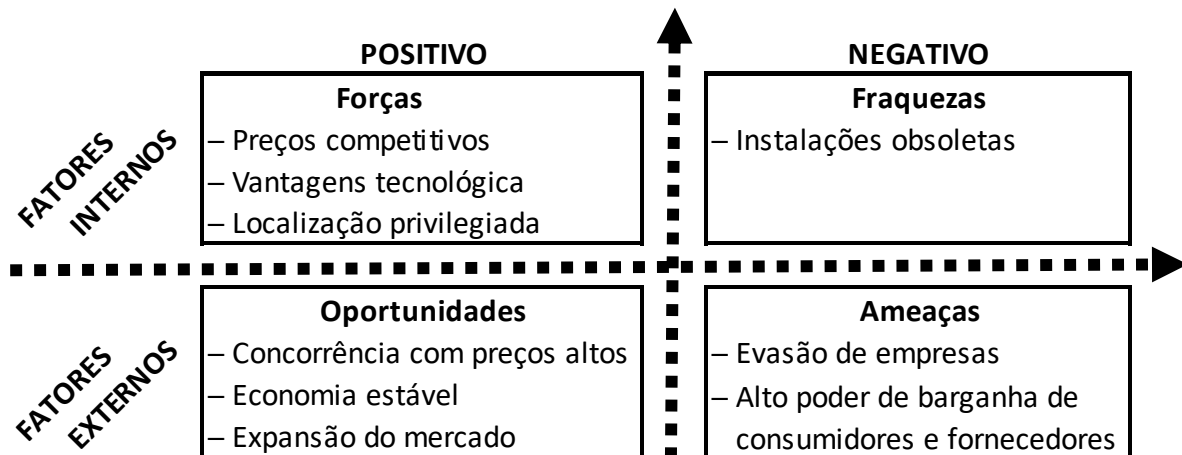 POSITIVO
NEGATIVO
FATORES
INTERNOS
Forças
– Preços competitivos
– Vantagens tecnológica
– Localização privilegiada
Fraquezas
– Instalações obsoletas
FATORES
EXTERNOS
Oportunidades
– Concorrência com preços altos
– Economia estável
– Expansão do mercado
Ameaças
– Evasão de empresas
– Alto poder de barganha de
consumidores e fornecedores